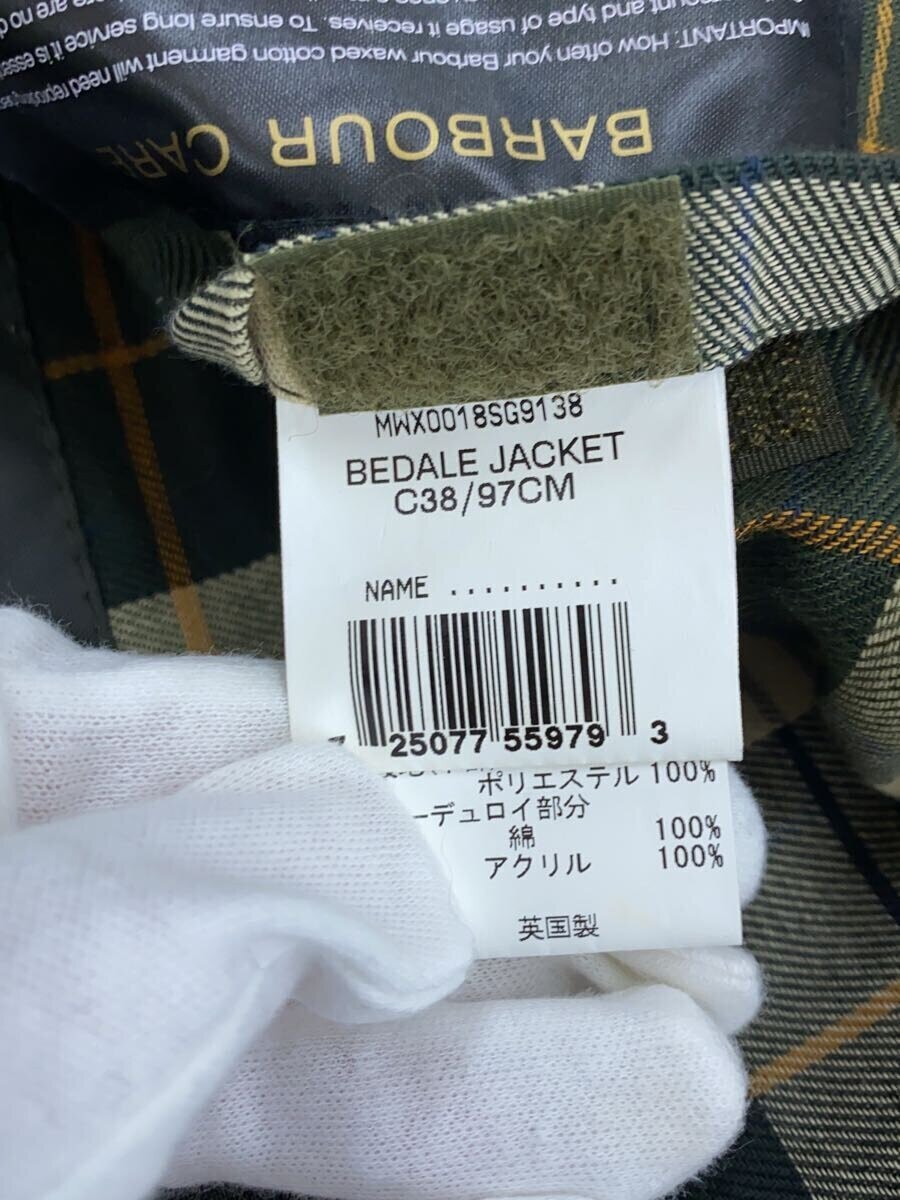 BARBOUR CARE
IMPORTANT: How often your Barbour waxed cotton garment will need reproofing
amount and type of usage it receives. To ensure long service it is
MWX0018SG9138
BEDALE JACKET
C38/97CM
NAME ..........
25077 55979 3
ポリエステル 100%
ーデュロイ部分
綿 100%
アクリル 100%
英国製